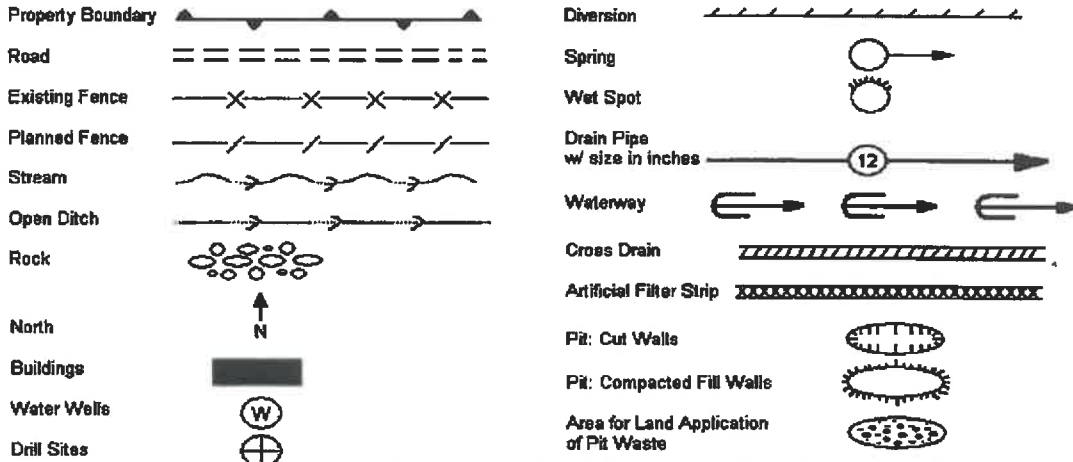 Property Boundary
Road
Existing Fence
Planned Fence
Stream
Open Ditch
Rock
North
N
Buildings
Water Wells
W
Drill Sites
Diversion
Spring
Wet Spot
Drain Pipe
w/ size in inches
12
Waterway
Cross Drain
Artificial Filter Strip
Pit: Cut Walls
Pit: Compacted Fill Walls
Area for Land Application
of Pit Waste